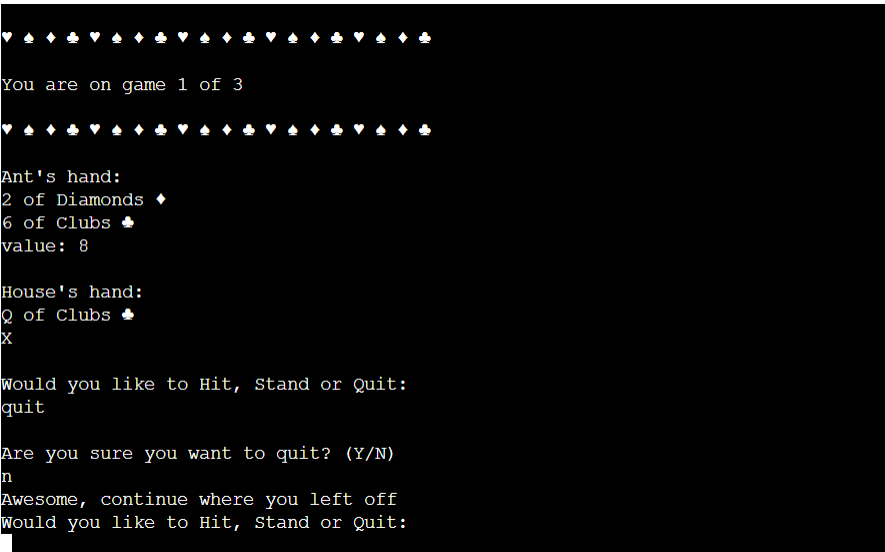 ♥ ♠ ♦ ♣ ♥ ♠ ♦ ♣ ♥ ♠ ♦ ♣ ♥ ♠ ♦ ♣ ♥ ♠ ♦ ♣
You are on game 1 of 3
♥ ♠ ♦ ♣ ♥ ♠ ♦ ♣ ♥ ♠ ♦ ♣ ♥ ♠ ♦ ♣ ♥ ♠ ♦ ♣
Ant's hand:
2 of Diamonds ♦
6 of Clubs ♣
value: 8
House's hand:
Q of Clubs ♣
X
Would you like to Hit, Stand or Quit:
quit
Are you sure you want to quit? (Y/N)
n
Awesome, continue where you left off
Would you like to Hit, Stand or Quit: